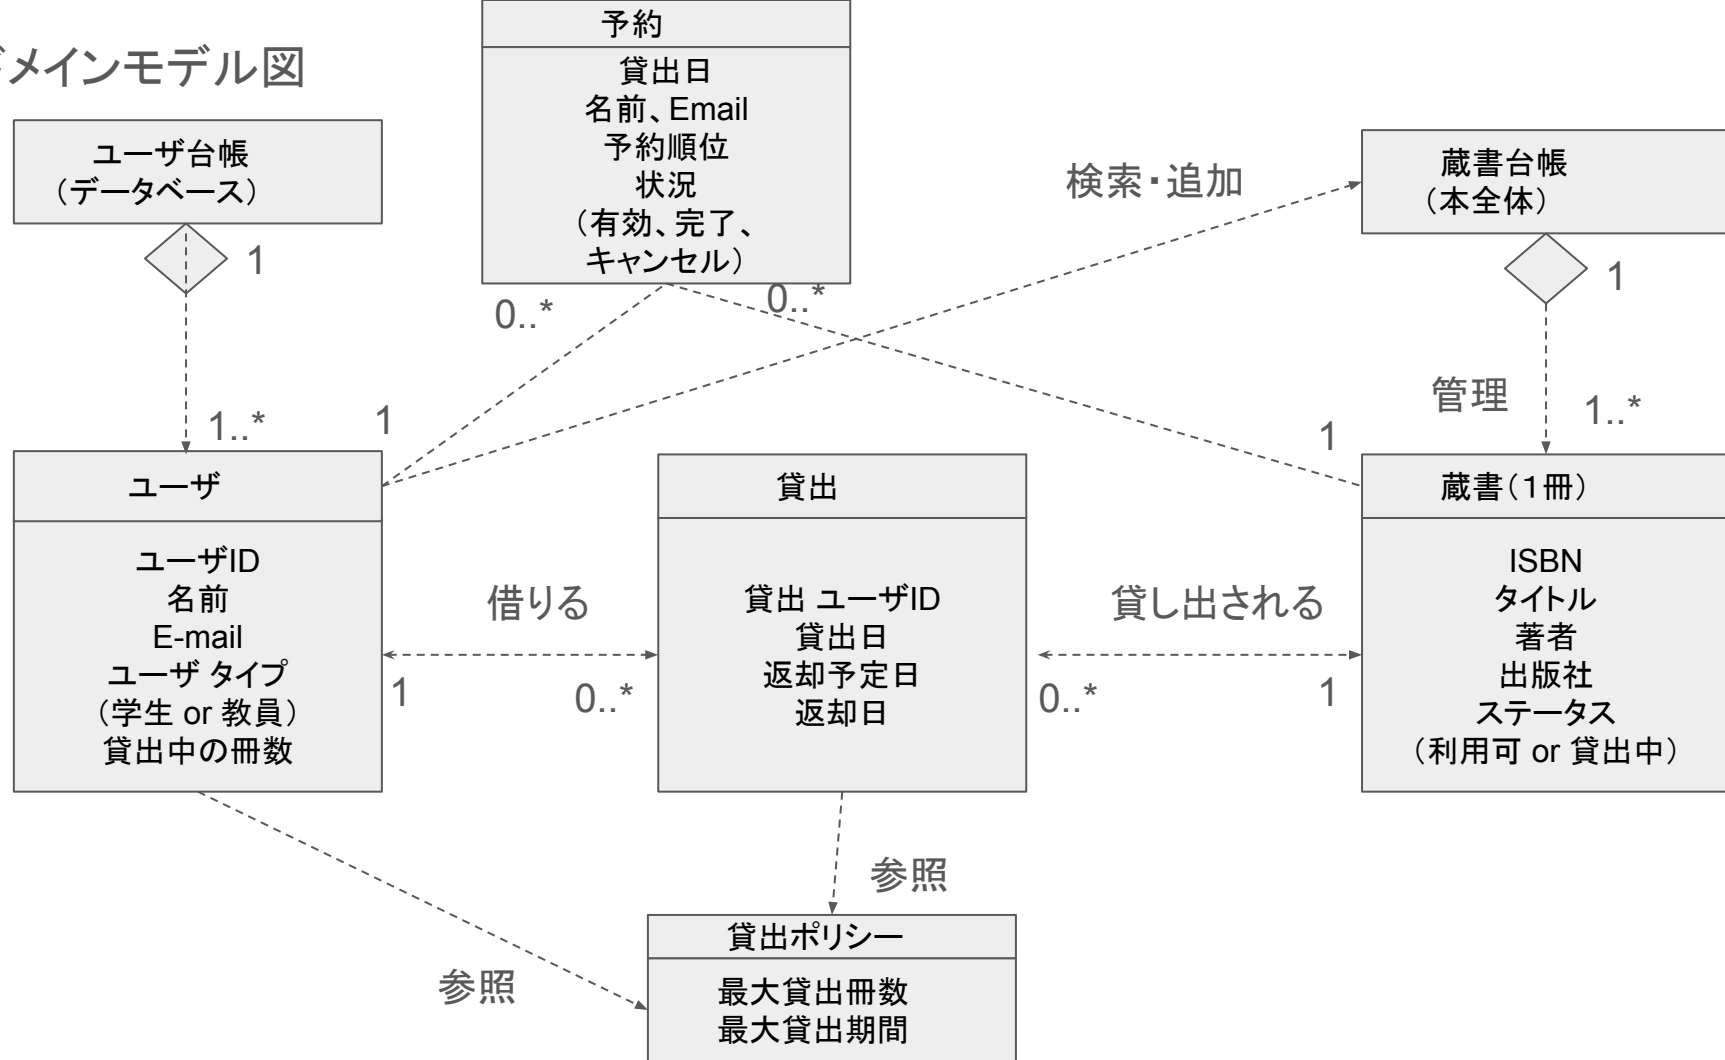 ドメインモデル図
予約
貸出日
名前、Email
予約順位
状況
（有効、完了、
キャンセル）
ユーザ台帳
（データベース）
1
1..*
0..*
0..*
1
検索・追加
蔵書台帳
（本全体）
1
管理
1..*
1
ユーザ
ユーザID
名前
E-mail
ユーザ タイプ
（学生 or 教員）
貸出中の冊数
借りる
1
0..*
貸出
貸出 ユーザID
貸出日
返却予定日
返却日
貸し出される
0..*
1
蔵書（１冊）
ISBN
タイトル
著者
出版社
ステータス
（利用可 or 貸出中）
参照
参照
貸出ポリシー
最大貸出冊数
最大貸出期間